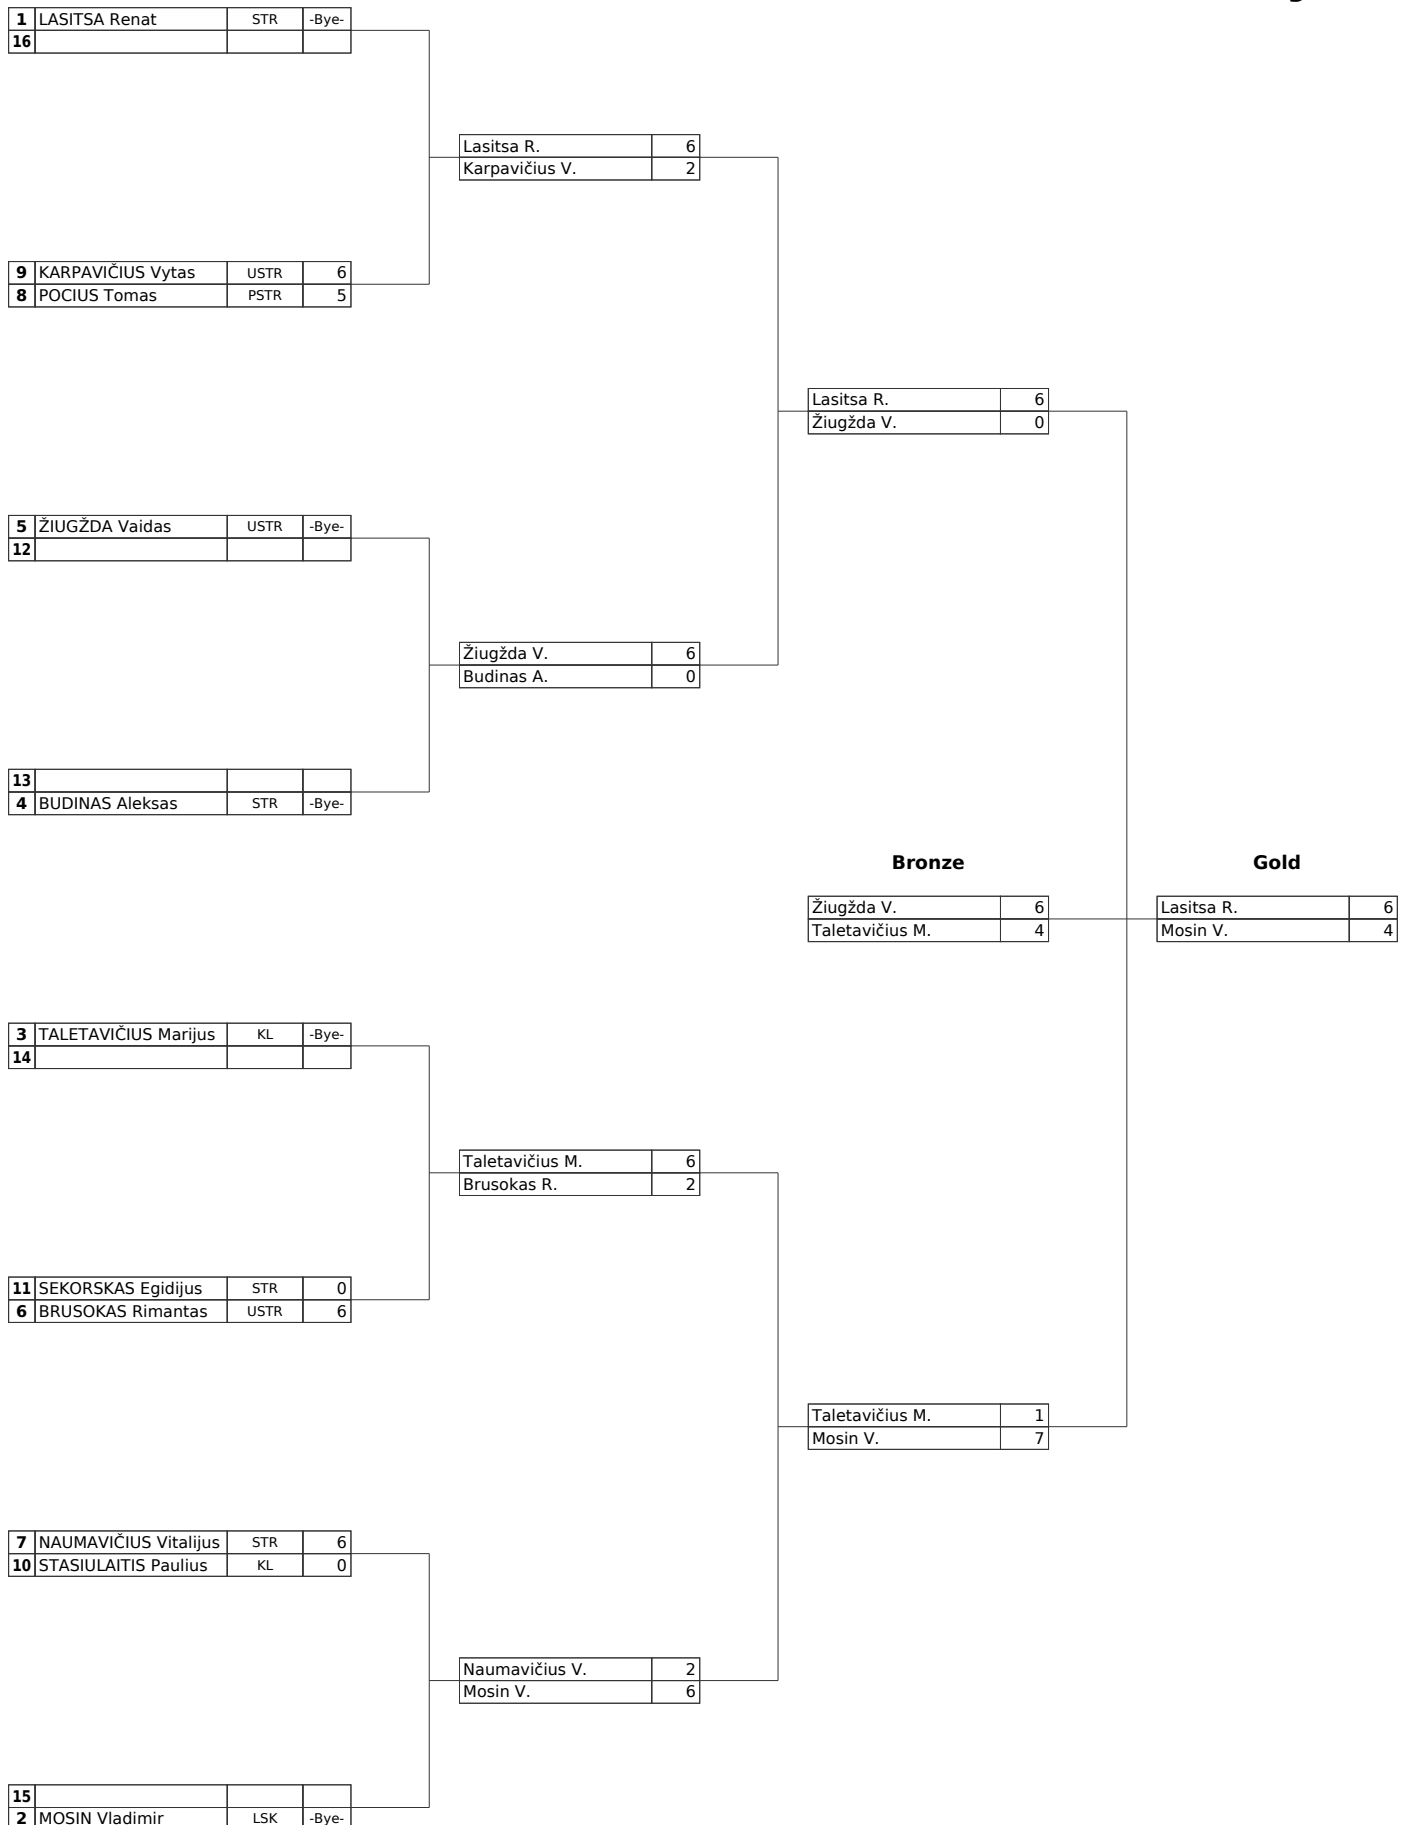 1 LASITSA Renat STR -Bye-
16
Lasitsa R. 6
Karpavičius V. 2
9 KARPAVIČIUS Vytas USTR 6
8 POCIUS Tomas PSTR 5
Lasitsa R. 6
Žiugžda V. 0
5 ŽIUGŽDA Vaidas USTR -Bye-
12
Žiugžda V. 6
Budinas A. 0
13
4 BUDINAS Aleksas STR -Bye-
Bronze Gold
Žiugžda V. 6 Lasitsa R. 6
Taletavičius M. 4 Mosin V. 4
3 TALETAVIČIUS Marijus KL -Bye-
14
Taletavičius M. 6
Brusokas R. 2
11 SEKORSKAS Egidijus STR 0
6 BRUSOKAS Rimantas USTR 6
Taletavičius M. 1
Mosin V. 7
7 NAUMAVIČIUS Vitalijus STR 6
10 STASIULAITIS Paulius KL 0
Naumavičius V. 2
Mosin V. 6
15
2 MOSIN Vladimir LSK -Bye-